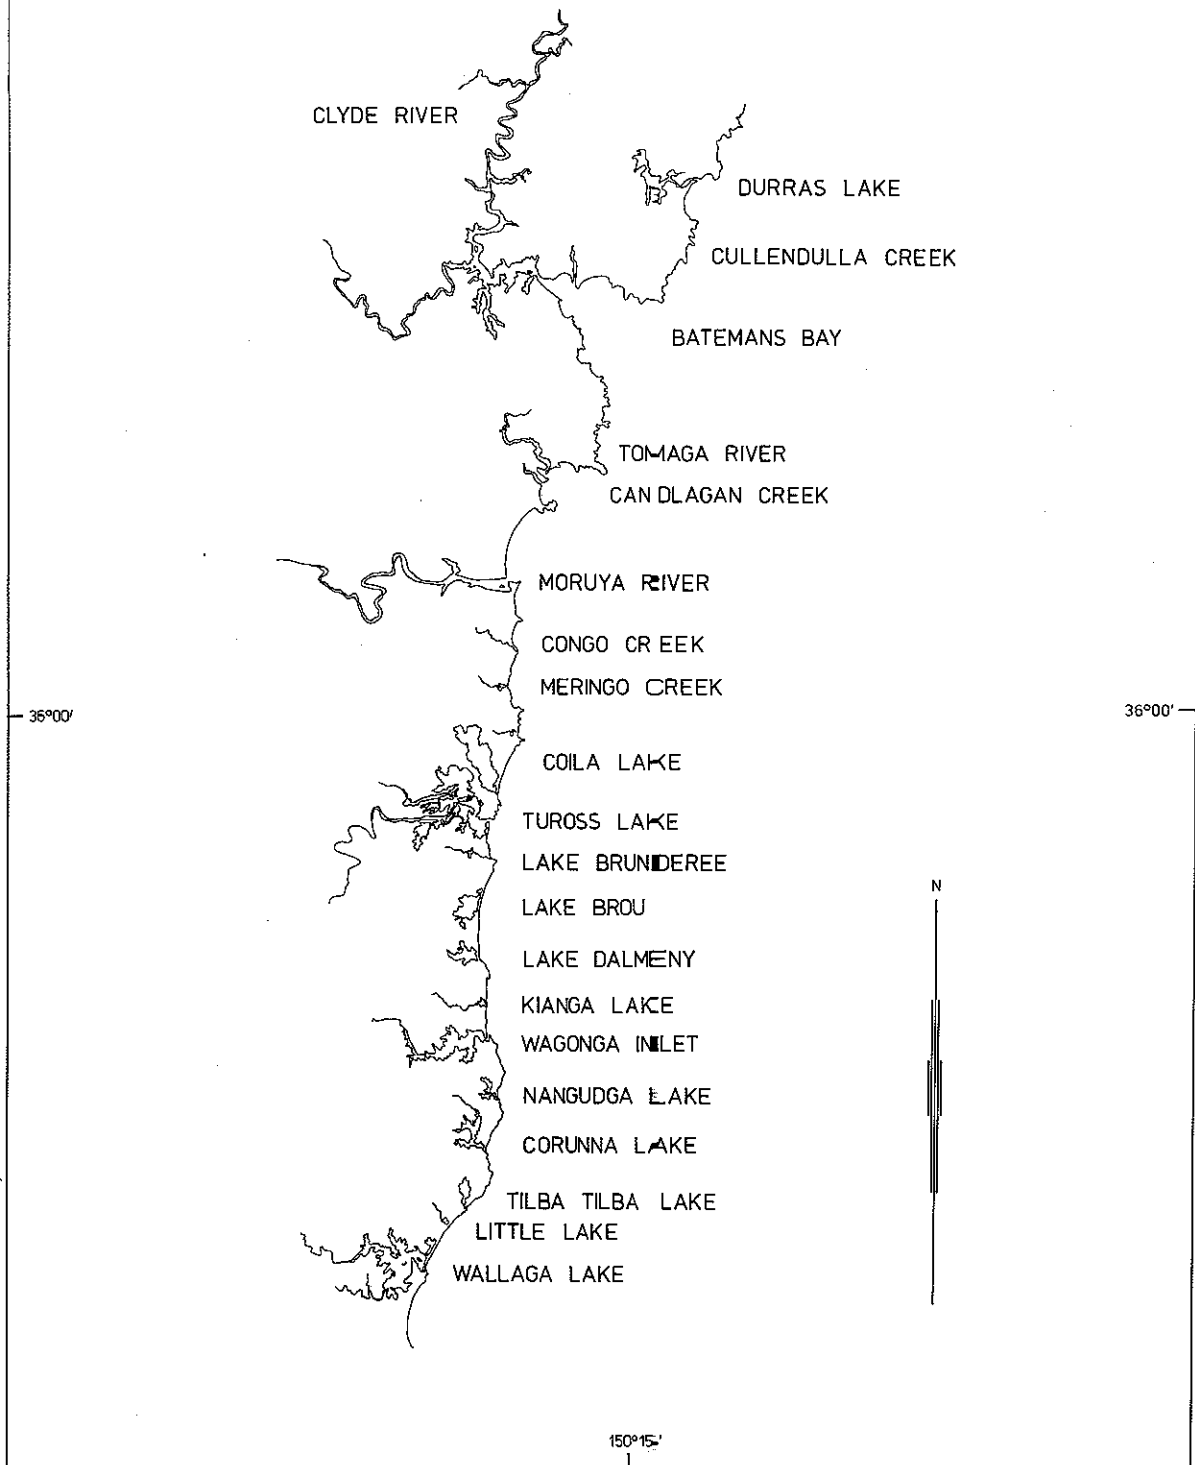 CLYDE RIVER
DURRAS LAKE
CULLENDULLA CREEK
BATEMANS BAY
TOMAGA RIVER
CANDLAGAN CREEK
MORUYA RIVER
CONGO CREEK
MERINGO CREEK
36°00'
36°00'
COILA LAKE
TUROSS LAKE
LAKE BRUNDEREE
N
LAKE BROU
LAKE DALMENY
KIANGA LAKE
WAGONGA INLET
NANGUDGA LAKE
CORUNNA LAKE
TILBA TILBA LAKE
LITTLE LAKE
WALLAGA LAKE
150°15'